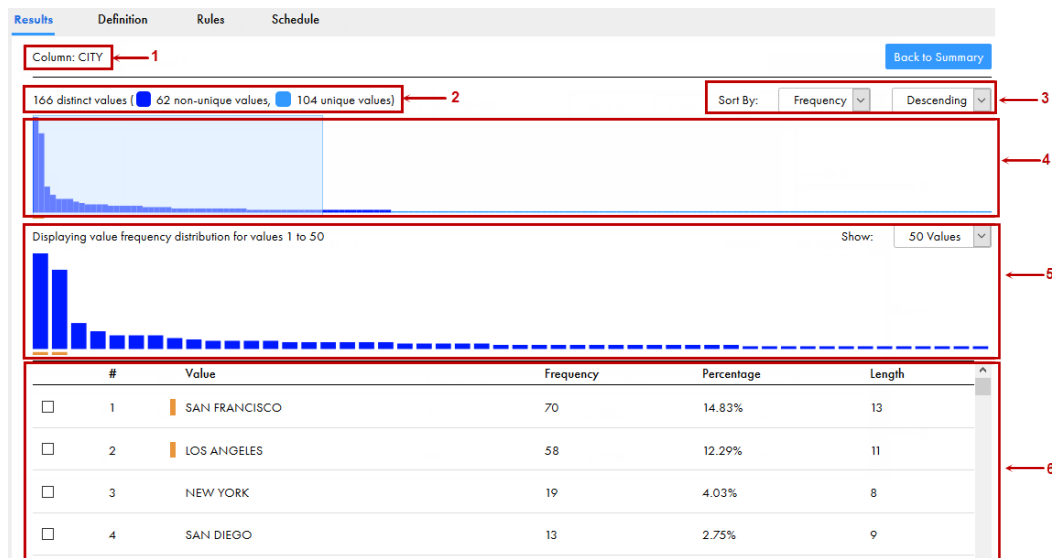 Results Definition Rules Schedule
Column: CITY 1 Back to Summary
166 distinct values ( 62 non-unique values, 104 unique values) 2 Sort By: Frequency Descending 3
4
Displaying value frequency distribution for values 1 to 50 Show: 50 Values
5
# Value Frequency Percentage Length
1 SAN FRANCISCO 70 14.83% 13
2 LOS ANGELES 58 12.29% 11
6
3 NEW YORK 19 4.03% 8
4 SAN DIEGO 13 2.75% 9